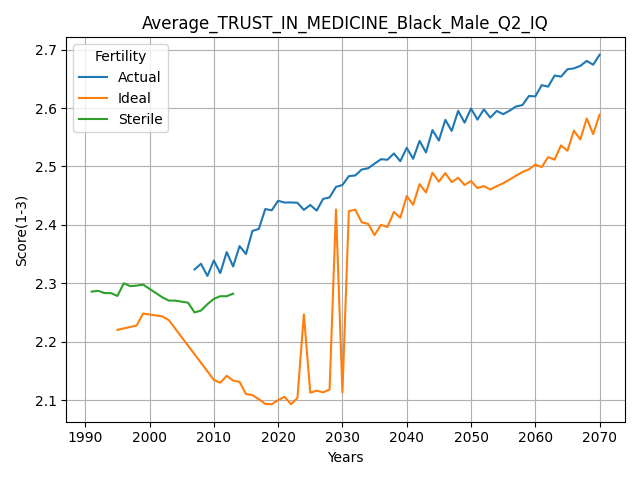 Average_TRUST_IN_MEDICINE_Black_Male_Q2_IQ
Fertility
Actual
Ideal
Sterile
Score(1-3)
2.7
2.6
2.5
2.4
2.3
2.2
2.1
1990 2000 2010 2020 2030 2040 2050 2060 2070
Years